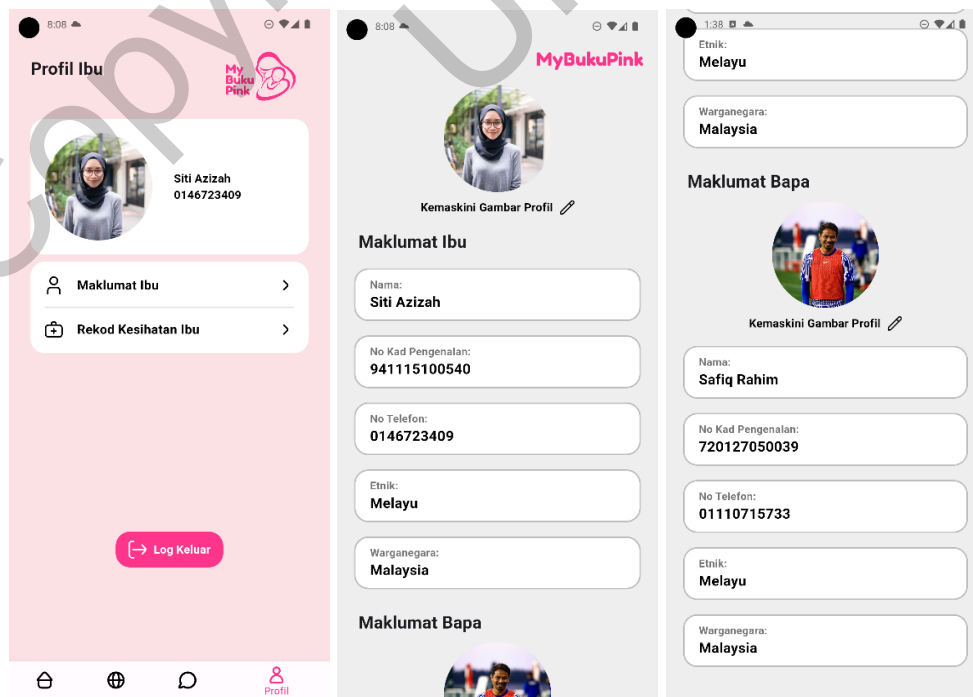 8:08
Profil Ibu
My
Buku
Pink
Siti Azizah
0146723409
Maklumat Ibu
Rekod Kesihatan Ibu
Log Keluar
Profil
8:08
MyBukuPink
Kemaskini Gambar Profil
Maklumat Ibu
Nama:
Siti Azizah
No Kad Pengenalan:
941115100540
No Telefon:
0146723409
Etnik:
Melayu
Warganegara:
Malaysia
Maklumat Bapa
1:38
Etnik:
Melayu
Warganegara:
Malaysia
Maklumat Bapa
Kemaskini Gambar Profil
Nama:
Safiq Rahim
No Kad Pengenalan:
720127050039
No Telefon:
01110715733
Etnik:
Melayu
Warganegara:
Malaysia
Copy